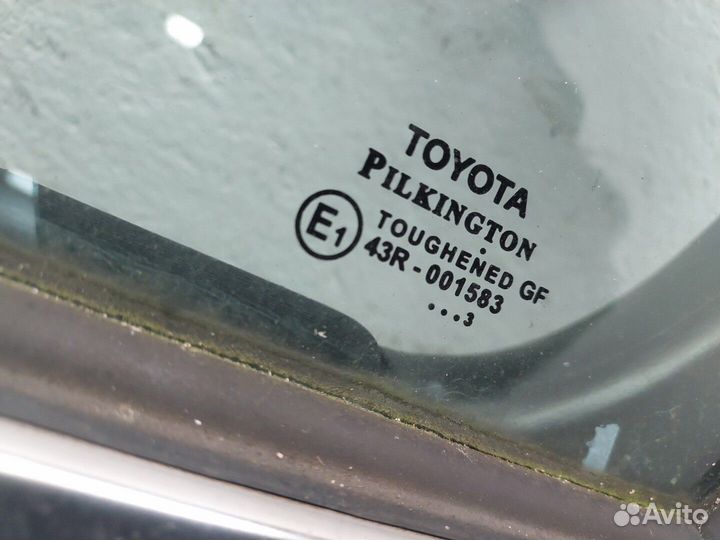 TOYOTA
PILKINGTON
E1
TOUGHENED GF
43R-001583
...3
Avito